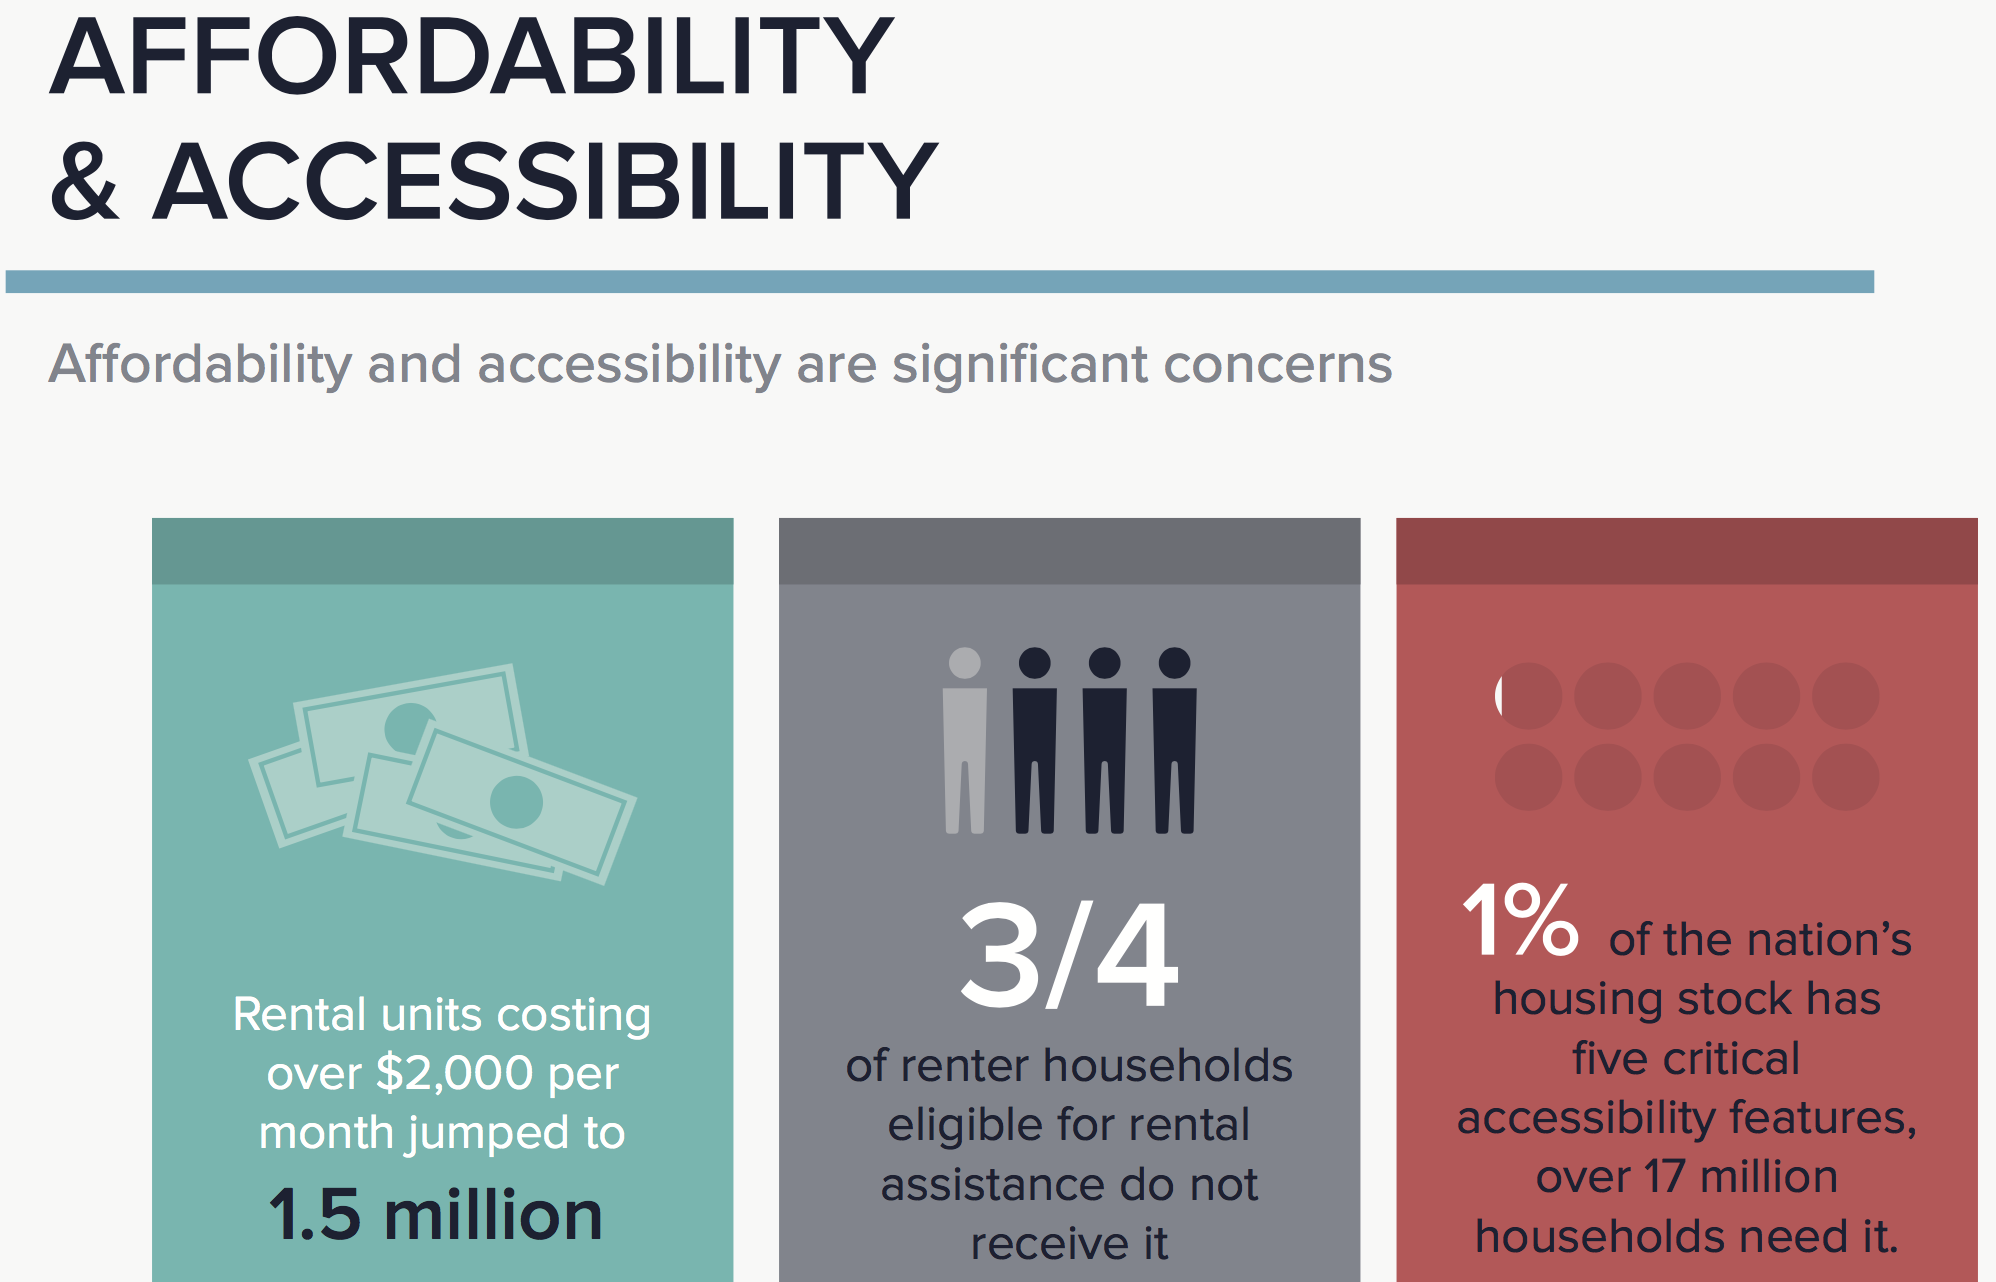 AFFORDABILITY
& ACCESSIBILITY
Affordability and accessibility are significant concerns
Rental units costing
over $2,000 per
month jumped to
1.5 million
3/4
of renter households
eligible for rental
assistance do not
receive it
1% of the nation’s
housing stock has
five critical
accessibility features,
over 17 million
households need it.